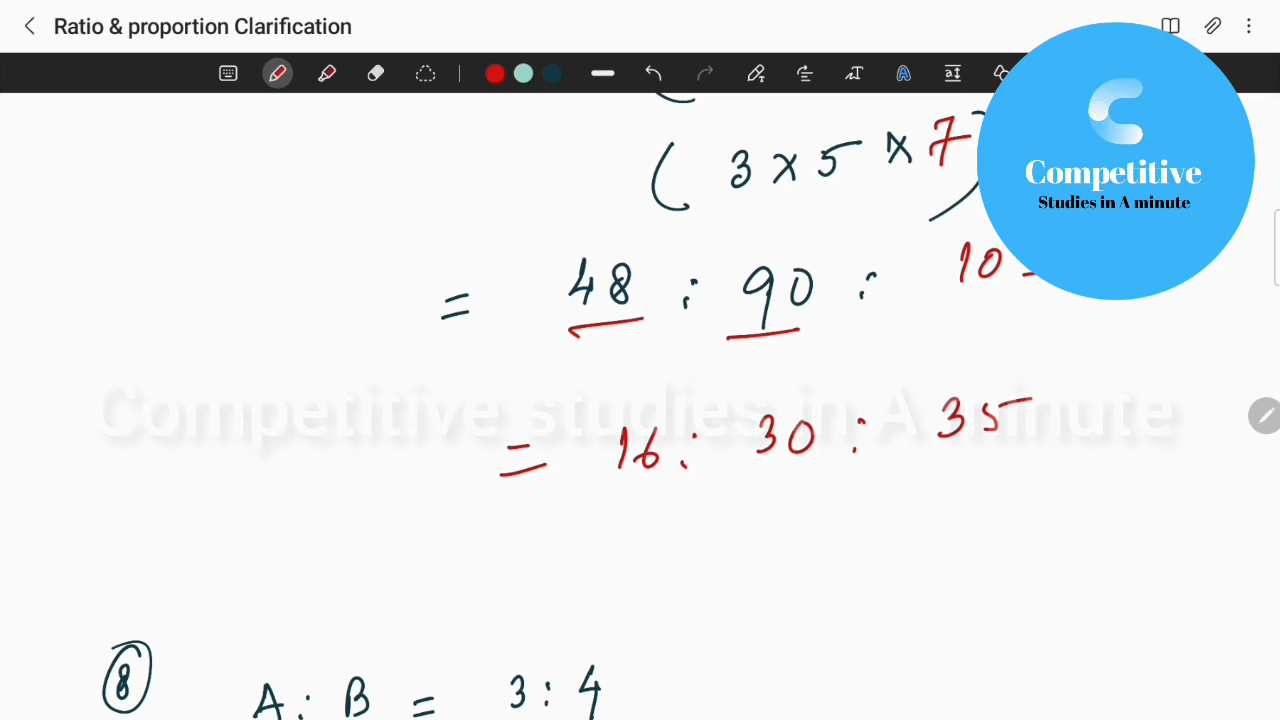 Ratio & proportion Clarification
( 3 x 5 x 7 )
Competitive
Studies in A minute
= 48 : 90 : 10
Competitive studies in A minute
= 16 : 30 : 35
8
A : B = 3 : 4